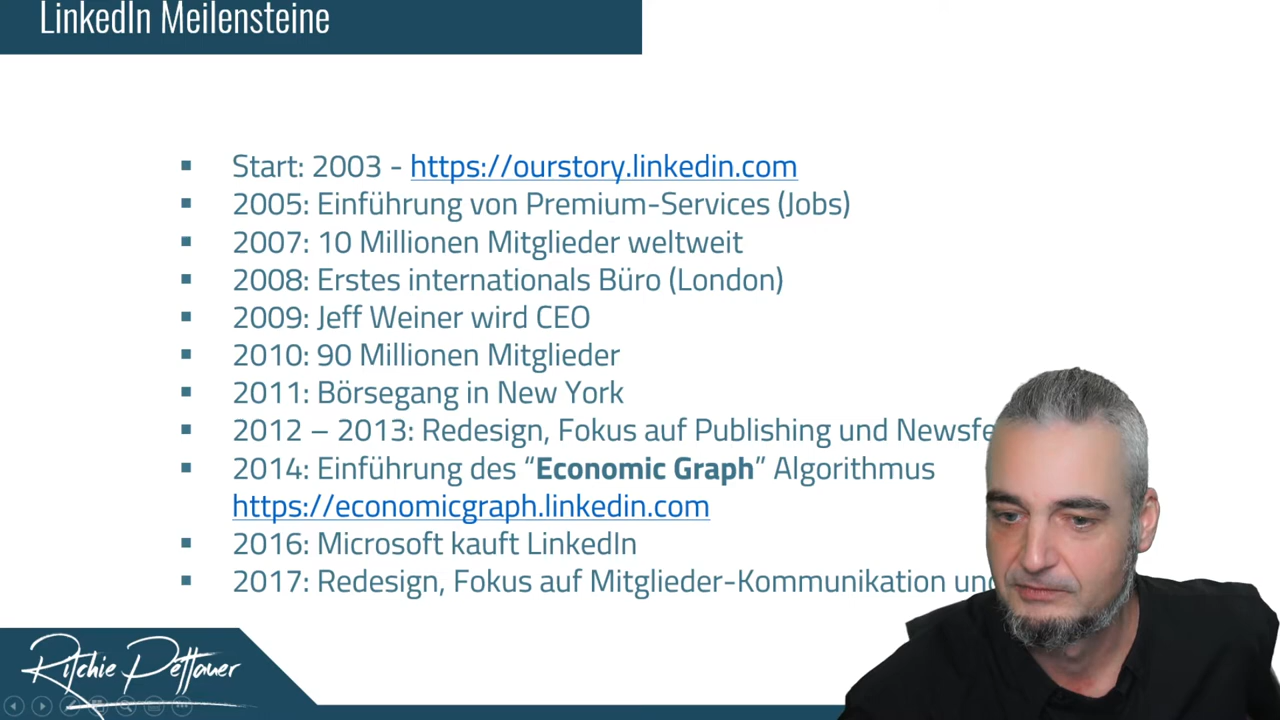 LinkedIn Meilensteine
Start: 2003 - https://ourstory.linkedin.com
2005: Einführung von Premium-Services (Jobs)
2007: 10 Millionen Mitglieder weltweit
2008: Erstes internationals Büro (London)
2009: Jeff Weiner wird CEO
2010: 90 Millionen Mitglieder
2011: Börsegang in New York
2012 – 2013: Redesign, Fokus auf Publishing und
2014: Einführung des “Economic Graph” Algorithmus
https://economicgraph.linkedin.com
2016: Microsoft kauft LinkedIn
2017: Redesign, Fokus auf Mitglieder-Kommunikation
Ritchie Pettauer